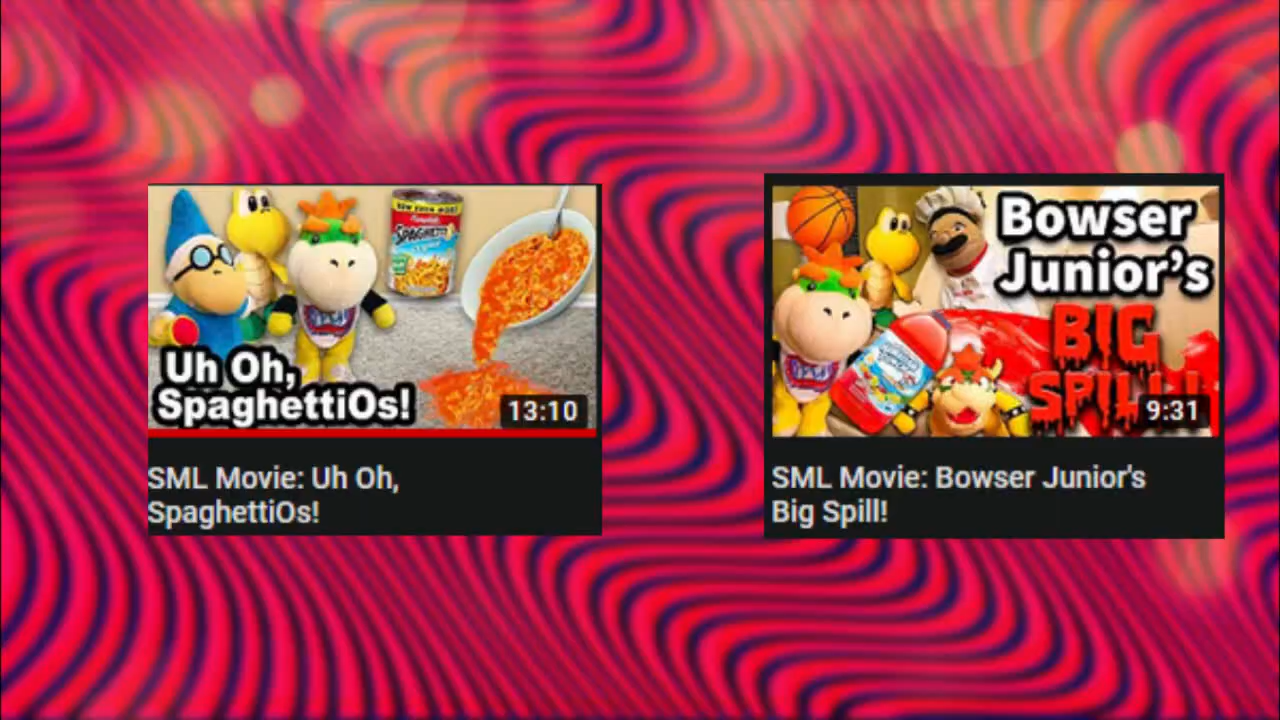 SPAGHETTI
Uh Oh,
SpaghettiOs!
13:10
SML Movie: Uh Oh,
SpaghettiOs!
Bowser
Junior's
BIG
SPILL!
9:31
SML Movie: Bowser Junior's
Big Spill!